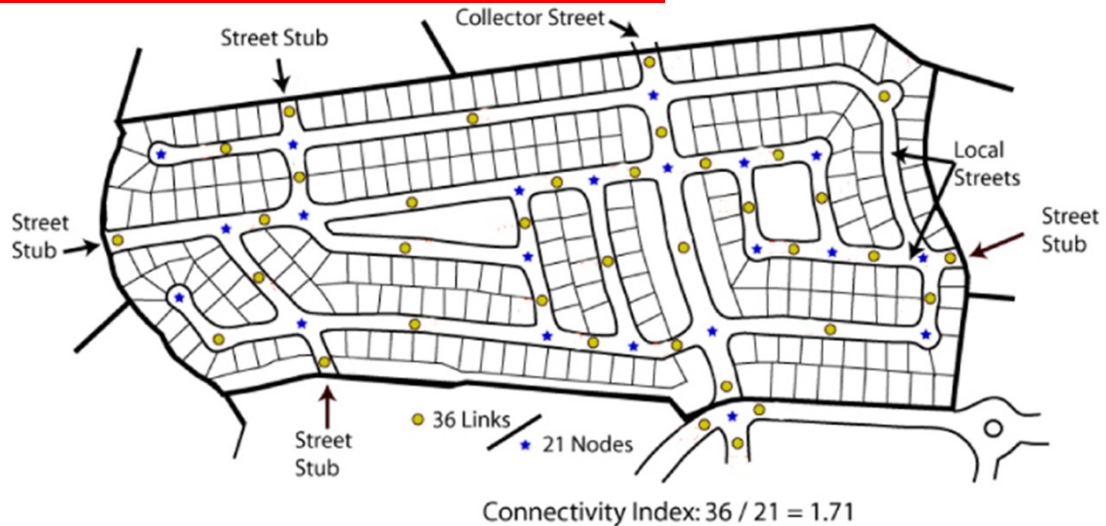 Collector Street
Street Stub
Local
Streets
Street
Stub
Street
Stub
36 Links
21 Nodes
Street
Stub
Connectivity Index: 36 / 21 = 1.71